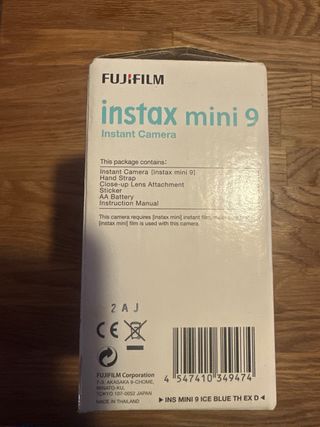 FUJIFILM
instax mini 9
Instant Camera
This package contains:
Instant Camera [instax mini 9]
Hand Strap
Close-up Lens Attachment
Sticker
AA Battery
Instruction Manual
This camera requires [instax mini] instant film,
[instax mini] film is used with this camera.
2AJ
CE
FUJIFILM Corporation
7-3, AKASAKA 9-CHOME,
MINATO-KU,
TOKYO 107-0052 JAPAN
MADE IN THAILAND
4 547410 349474
▶ INS MINI 9 ICE BLUE TH EX D ◀